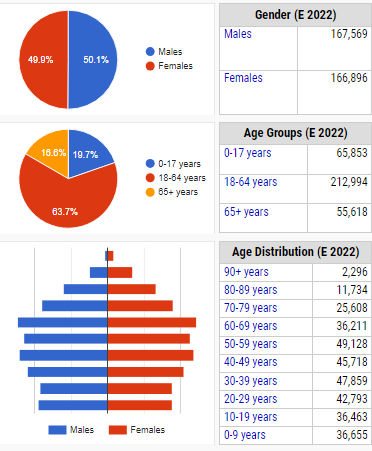 Gender (E 2022)
Males 167,569
Females 166,896
49.9% 50.1%
Males
Females
Age Groups (E 2022)
0-17 years 65,853
18-64 years 212,994
65+ years 55,618
16.6% 19.7%
63.7%
0-17 years
18-64 years
65+ years
Age Distribution (E 2022)
90+ years 2,296
80-89 years 11,734
70-79 years 25,608
60-69 years 36,211
50-59 years 49,128
40-49 years 45,718
30-39 years 47,859
20-29 years 42,793
10-19 years 36,463
0-9 years 36,655
Males Females